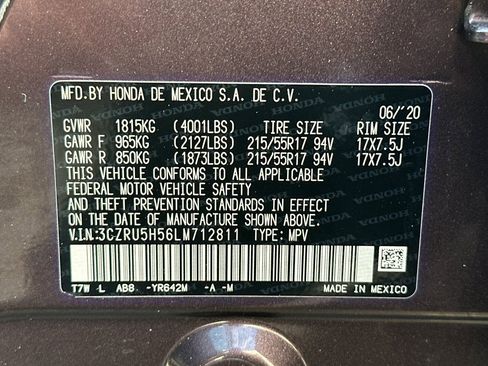 MFD.BY HONDA DE MEXICO S.A. DE C.V.
06/'20
GVWR 1815KG (4001LBS) TIRE SIZE RIM SIZE
GAWR F 965KG (2127LBS) 215/55R17 94V 17X7.5J
GAWR R 850KG (1873LBS) 215/55R17 94V 17X7.5J
THIS VEHICLE CONFORMS TO ALL APPLICABLE
FEDERAL MOTOR VEHICLE SAFETY
AND THEFT PREVENTION STANDARDS IN EFFECT
ON THE DATE OF MANUFACTURE SHOWN ABOVE.
V.I.N.:3CZRU5H56LM712811 TYPE: MPV
T7W L AB8 -YR642M -A -M MADE IN MEXICO